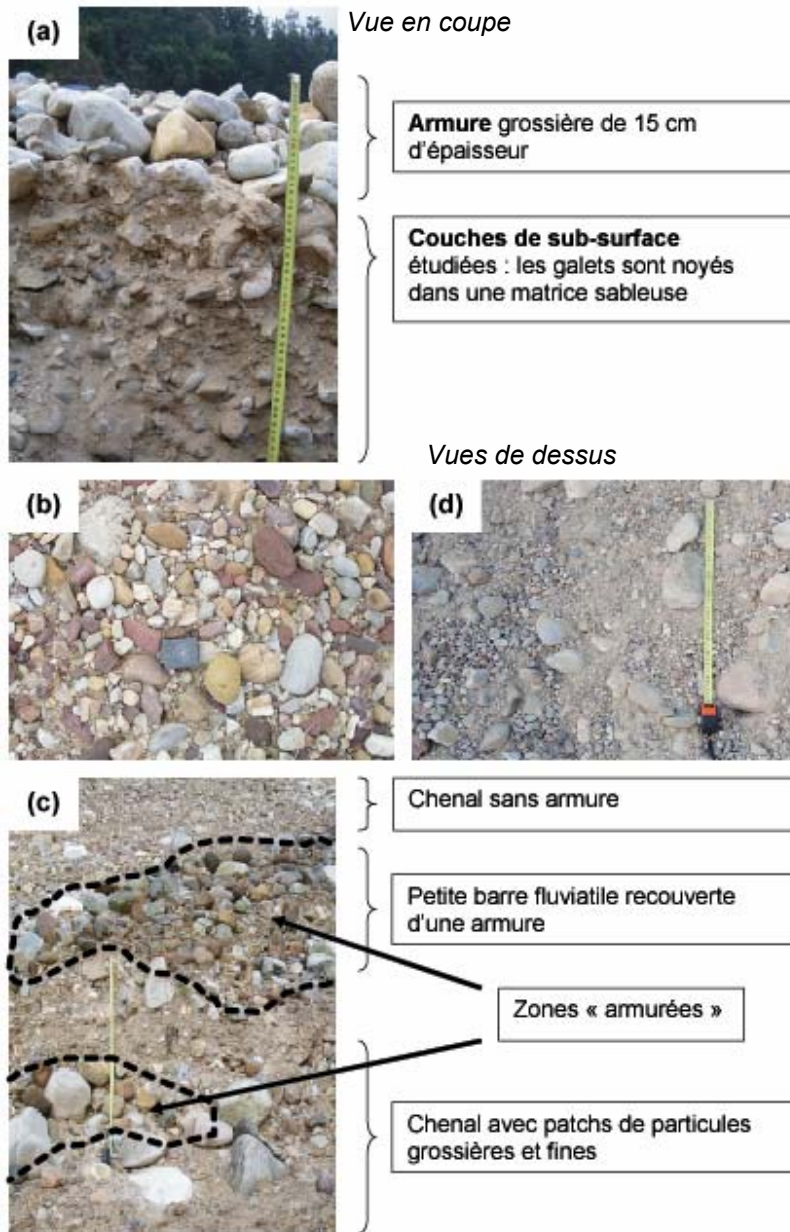 (a)
Vue en coupe
Armure grossière de 15 cm
d'épaisseur
Couches de sub-surface
étudiées : les galets sont noyés
dans une matrice sableuse
Vues de dessus
(b)
(d)
(c)
Chenal sans armure
Petite barre fluviatile recouverte
d'une armure
Zones « armurées »
Chenal avec patchs de particules
grossières et fines